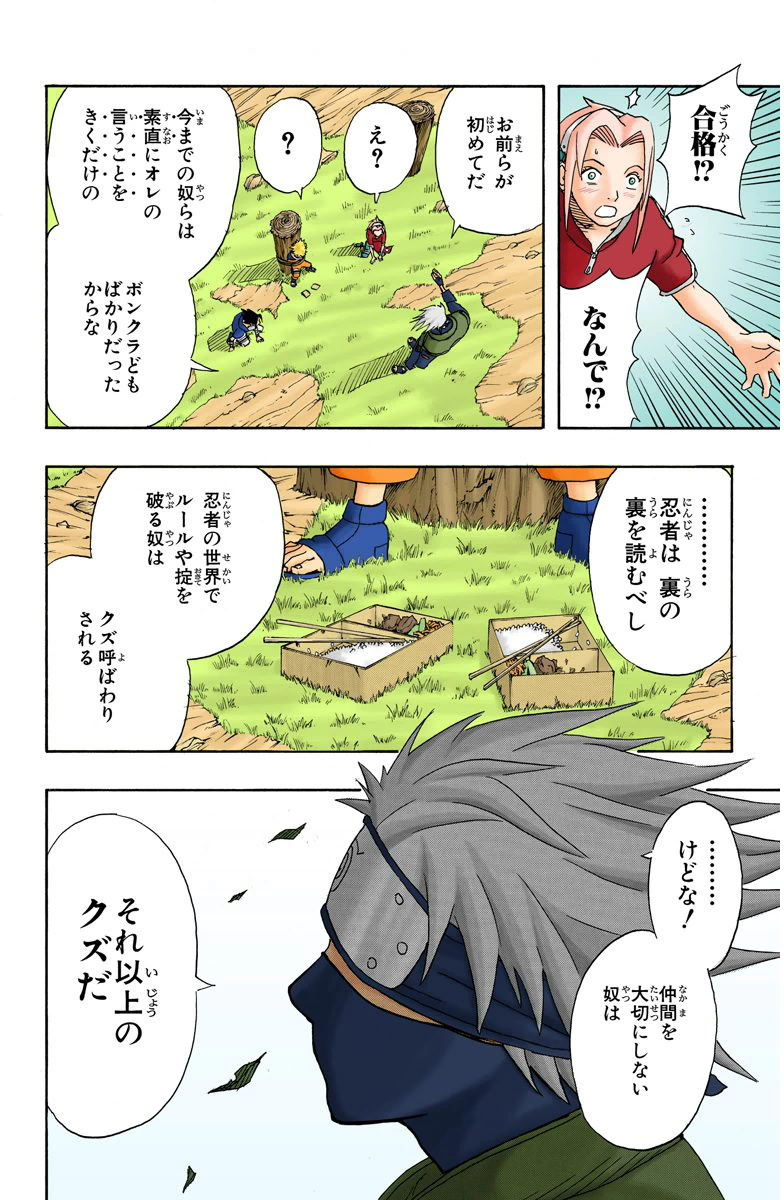 合格!?
なんで!?
お前らが
初めてだ
え?
?
今までの奴らは
素直にオレの
言うことを
きくだけの
ボンクラども
ばかりだった
からな
…………
忍者は 裏の
裏を読むべし
忍者の世界で
ルールや掟を
破る奴は
クズ呼ばわり
される
………
けどな!
仲間を
大切にしない
奴は
それ以上の
クズだ